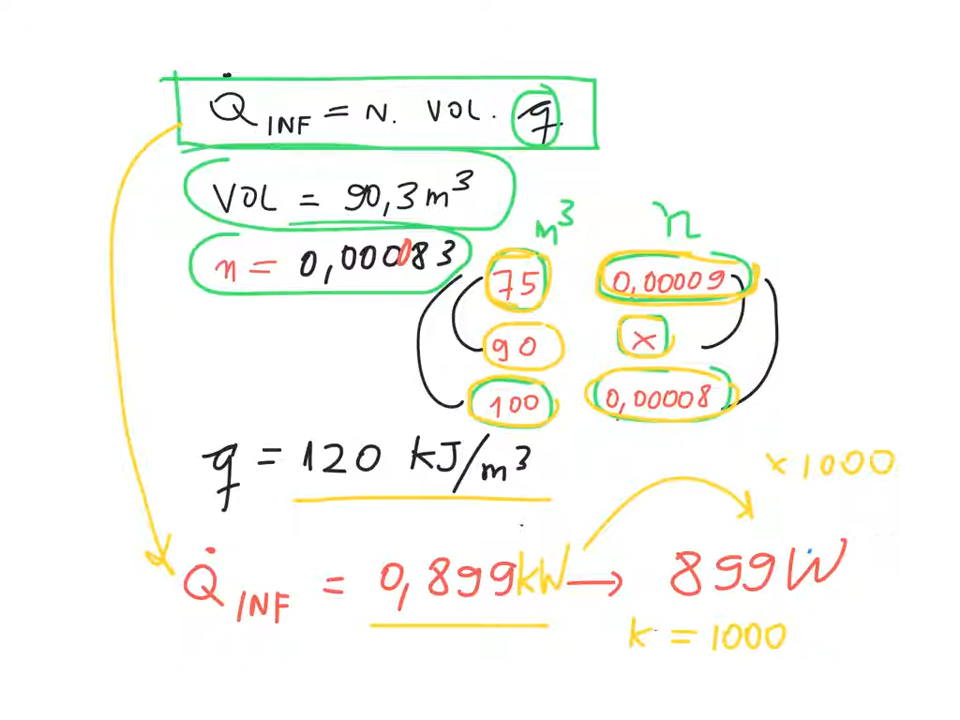 Q̇ INF = N. VOL. q
VOL = 90,3 m³
n = 0,000083
m³ n
75 0,00009
90 x
100 0,00008
q = 120 kJ/m³
x 1000
Q̇ INF = 0,899 kW → 899 W
k = 1000